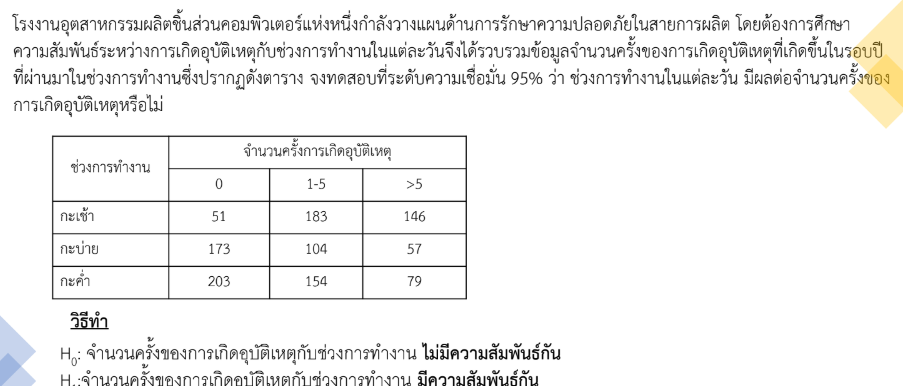 โรงงานอุตสาหกรรมผลิตชิ้นส่วนคอมพิวเตอร์แห่งหนึ่งกำลังวางแผนด้านการรักษาความปลอดภัยในสายการผลิต โดยต้องการศึกษา
ความสัมพันธ์ระหว่างการเกิดอุบัติเหตุกับช่วงการทำงานในแต่ละวันจึงได้รวบรวมข้อมูลจำนวนครั้งของการเกิดอุบัติเหตุที่เกิดขึ้นในรอบปี
ที่ผ่านมาในช่วงการทำงานซึ่งปรากฏดังตาราง จงทดสอบที่ระดับความเชื่อมั่น 95% ว่า ช่วงการทำงานในแต่ละวัน มีผลต่อจำนวนครั้งของ
การเกิดอุบัติเหตุหรือไม่
ช่วงการทำงาน จำนวนครั้งการเกิดอุบัติเหตุ
0 1-5 >5
กะเช้า 51 183 146
กะบ่าย 173 104 57
กะค่ำ 203 154 79
วิธีทำ
H₀: จำนวนครั้งของการเกิดอุบัติเหตุกับช่วงการทำงาน ไม่มีความสัมพันธ์กัน
H₁:จำนวนครั้งของการเกิดอุบัติเหตุกับช่วงการทำงาน มีความสัมพันธ์กัน